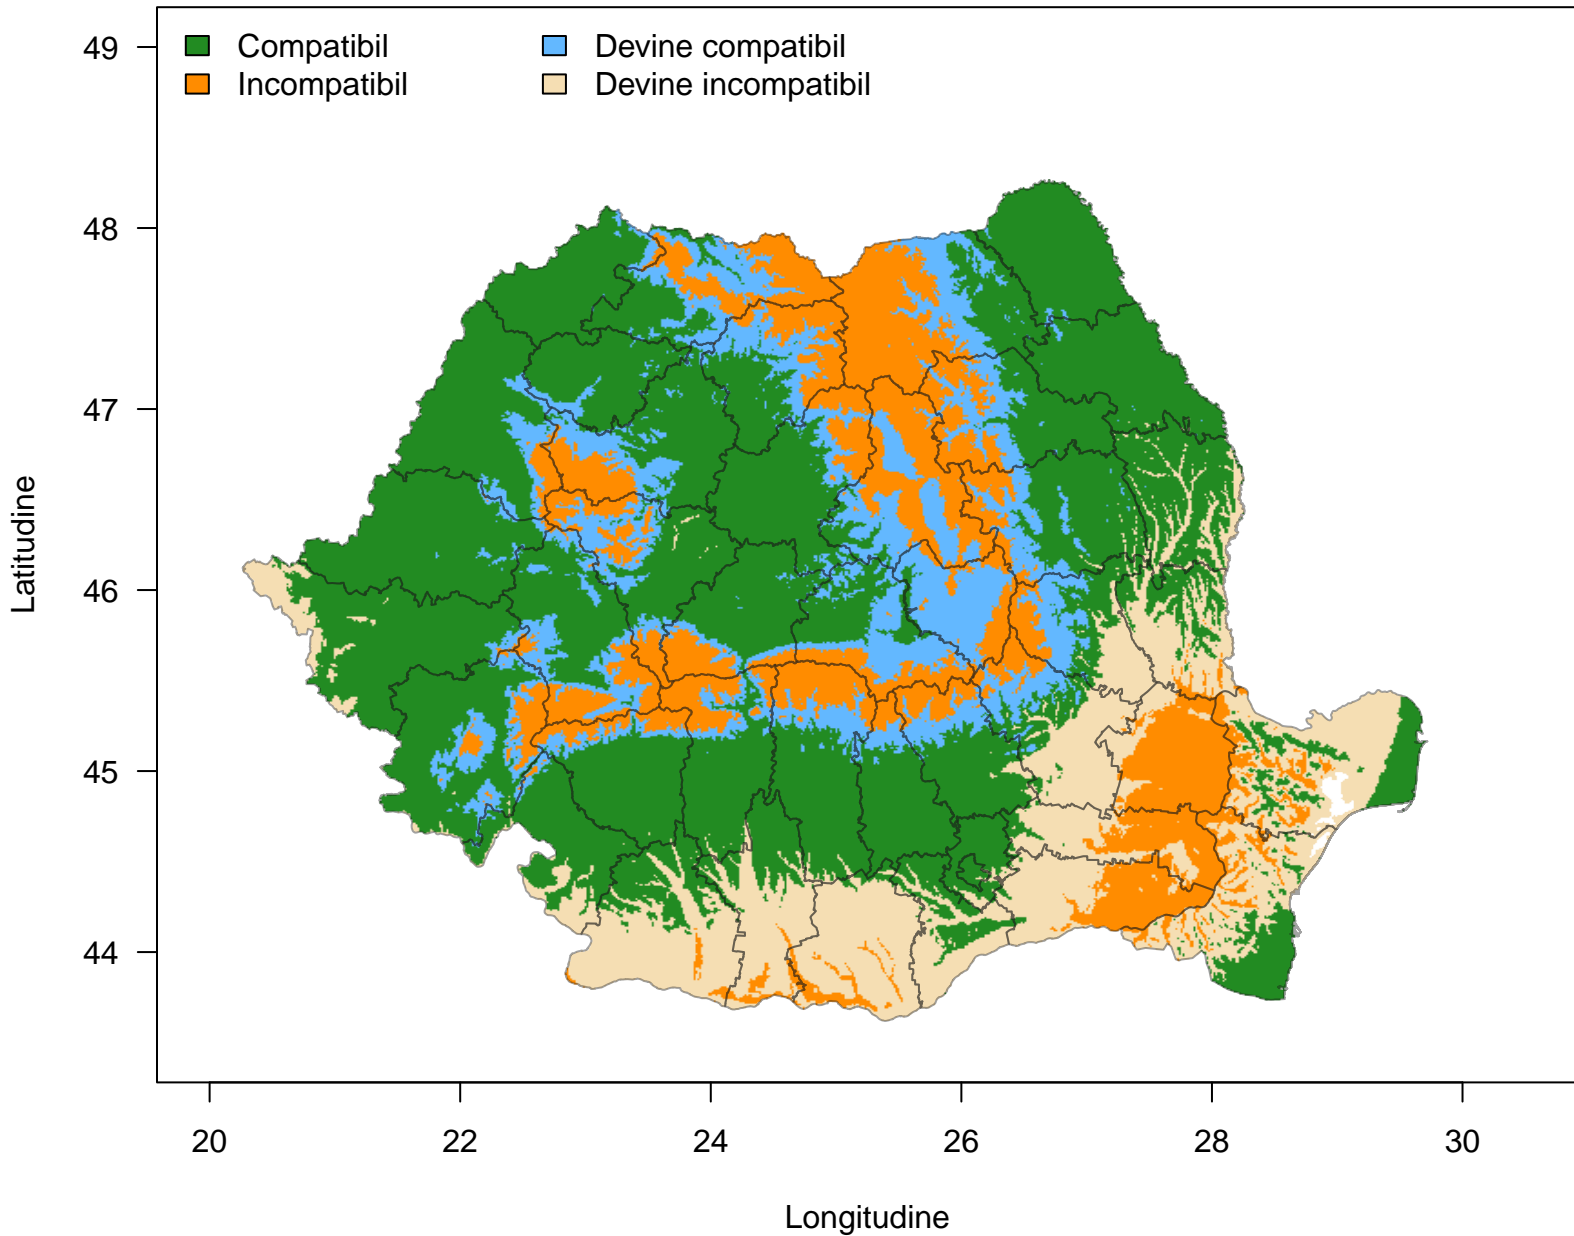 Compatibil
Incompatibil
Devine compatibil
Devine incompatibil
49
48
47
46
45
44
Latitudine
20 22 24 26 28 30
Longitudine